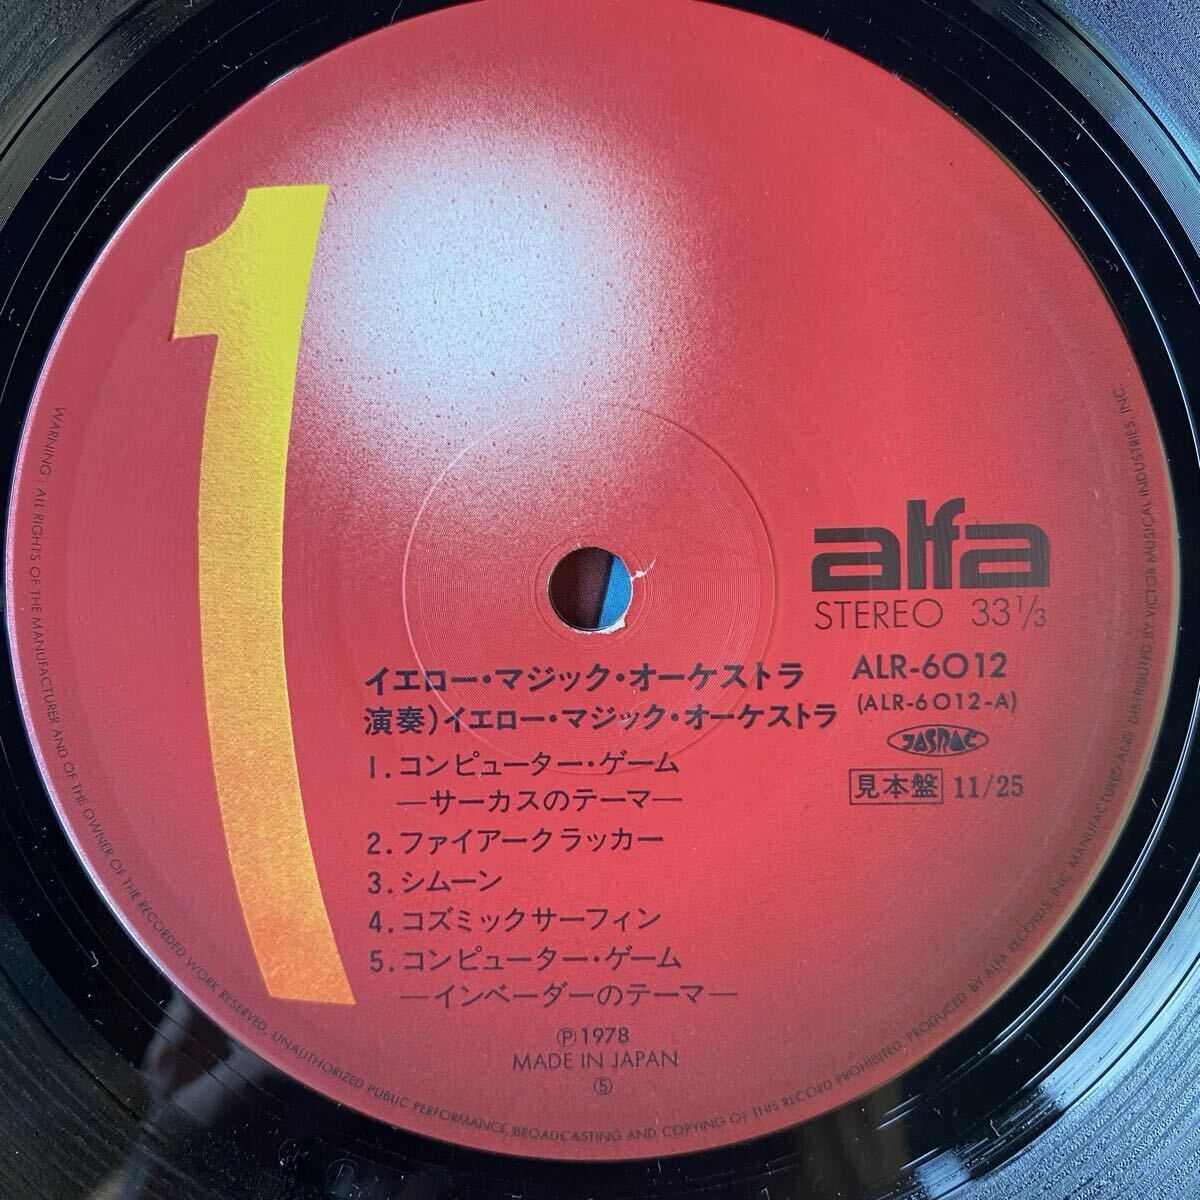 1
alfa
STEREO 33 1/3
イエロー・マジック・オーケストラ
ALR-6012
演奏)イエロー・マジック・オーケストラ
(ALR-6012-A)
JASRAC
1. コンピューター・ゲーム
—サーカスのテーマ—
見本盤 11/25
2. ファイアークラッカー
3. シムーン
4. コズミックサーフィン
5. コンピューター・ゲーム
—インベーダーのテーマ—
Ⓟ1978
MADE IN JAPAN
⑤
WARNING : ALL RIGHTS OF THE MANUFACTURER AND OF THE OWNER OF THE RECORDED WORK RESERVED. UNAUTHORIZED PUBLIC PERFORMANCE, BROADCASTING AND COPYING OF THIS RECORD PROHIBITED. PRODUCED BY ALFA RECORDS, INC. MANUFACTURED AND DISTRIBUTED BY VICTOR MUSICAL INDUSTRIES, INC.